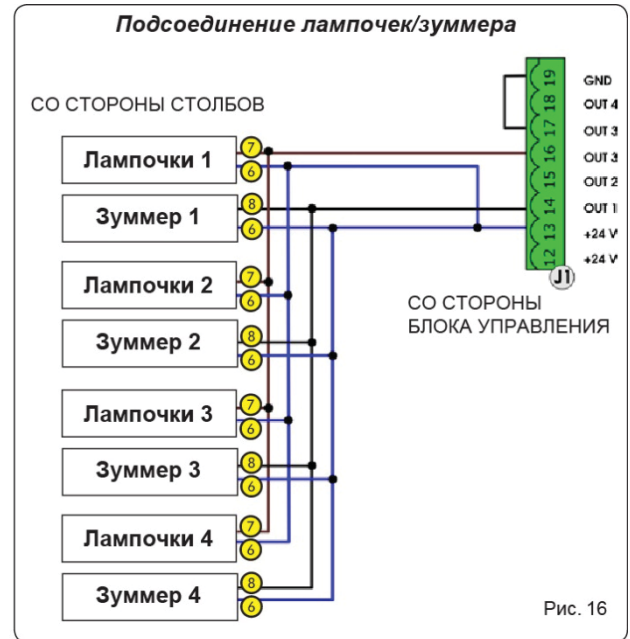 Подсоединение лампочек/зуммера
СО СТОРОНЫ СТОЛБОВ
Лампочки 1
7
6
Зуммер 1
8
6
Лампочки 2
7
6
Зуммер 2
8
6
Лампочки 3
7
6
Зуммер 3
8
6
Лампочки 4
7
6
Зуммер 4
8
6
19 GND
18 OUT 4
17 OUT 3
16 OUT 3
15 OUT 2
14 OUT 1
13 +24 V
12 +24 V
J1
СО СТОРОНЫ
БЛОКА УПРАВЛЕНИЯ
Рис. 16